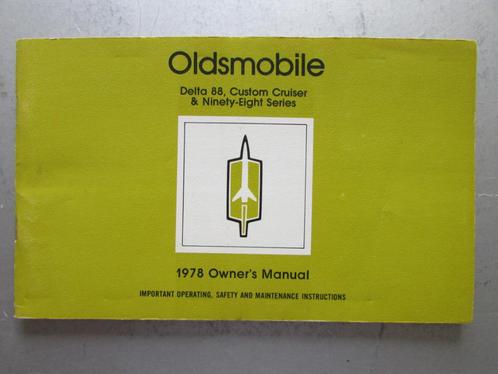 Oldsmobile
Delta 88, Custom Cruiser
& Ninety-Eight Series
1978 Owner's Manual
IMPORTANT OPERATING, SAFETY AND MAINTENANCE INSTRUCTIONS